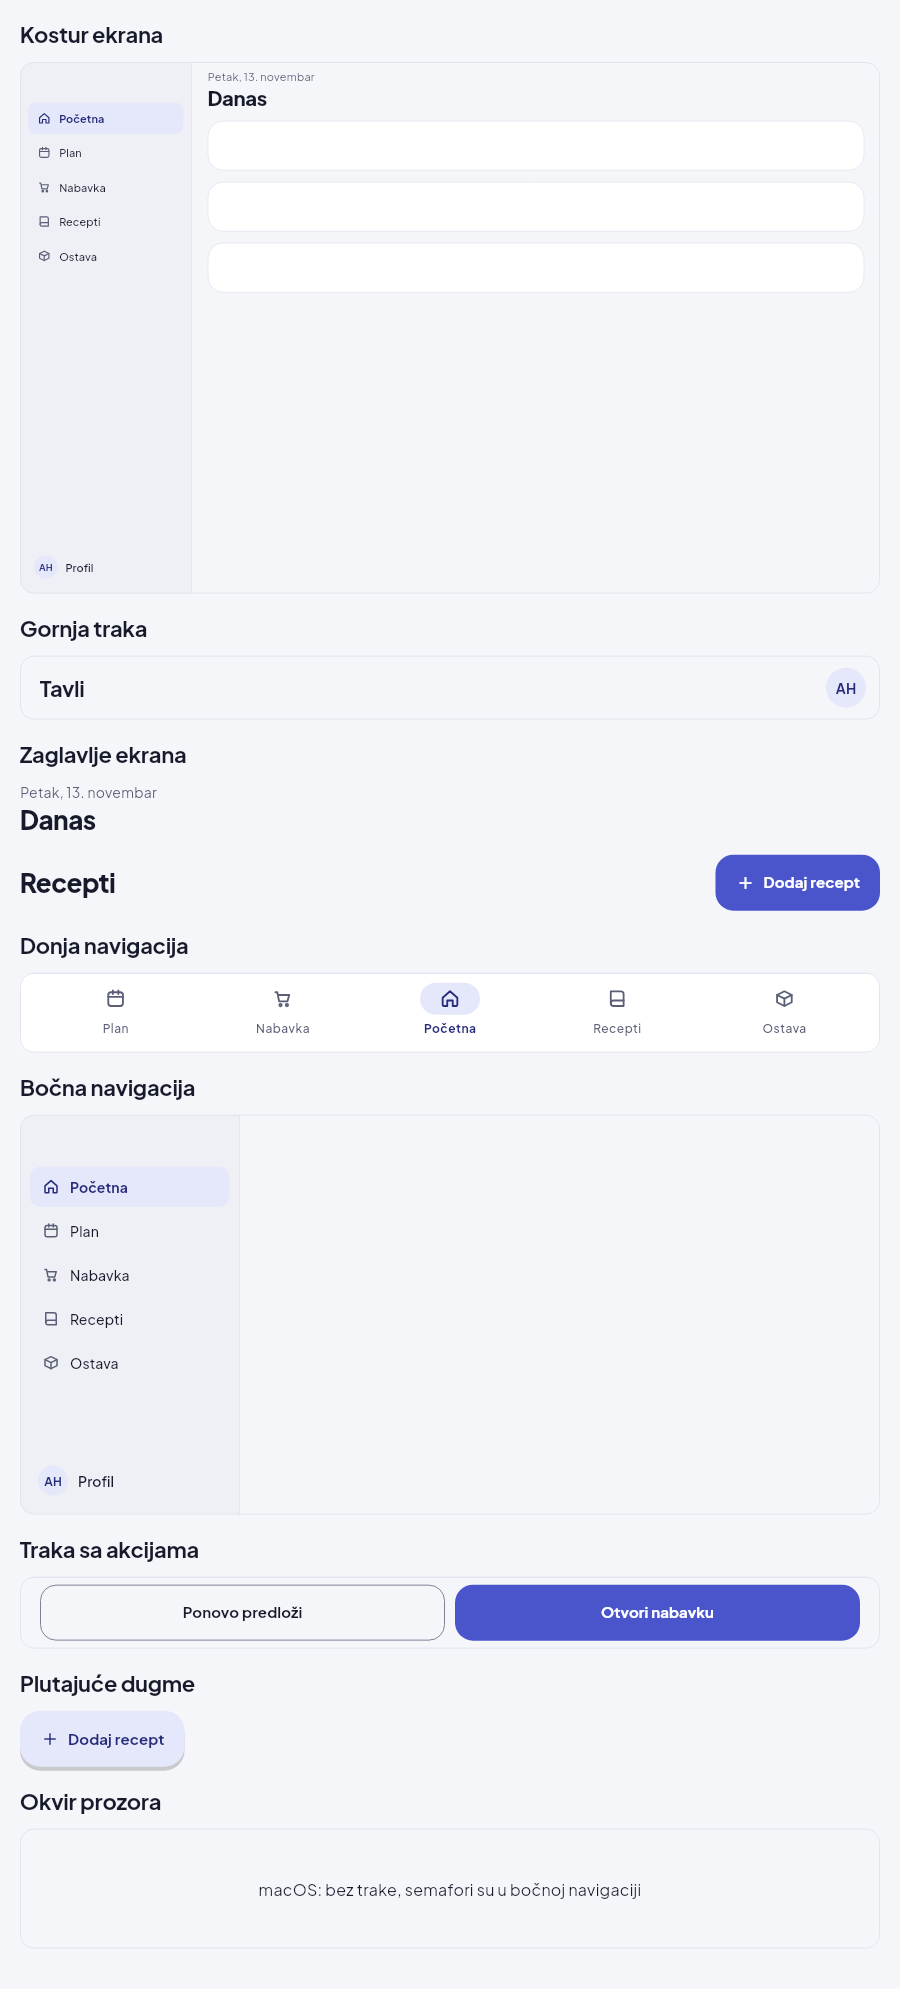 Kostur ekrana
Petak, 13. novembar
Danas
Početna
Plan
Nabavka
Recepti
Ostava
AH Profil
Gornja traka
Tavli AH
Zaglavlje ekrana
Petak, 13. novembar
Danas
Recepti
Dodaj recept
Donja navigacija
Plan Nabavka Početna Recepti Ostava
Bočna navigacija
Početna
Plan
Nabavka
Recepti
Ostava
AH Profil
Traka sa akcijama
Ponovo predloži Otvori nabavku
Plutajuće dugme
Dodaj recept
Okvir prozora
macOS: bez trake, semafori su u bočnoj navigaciji